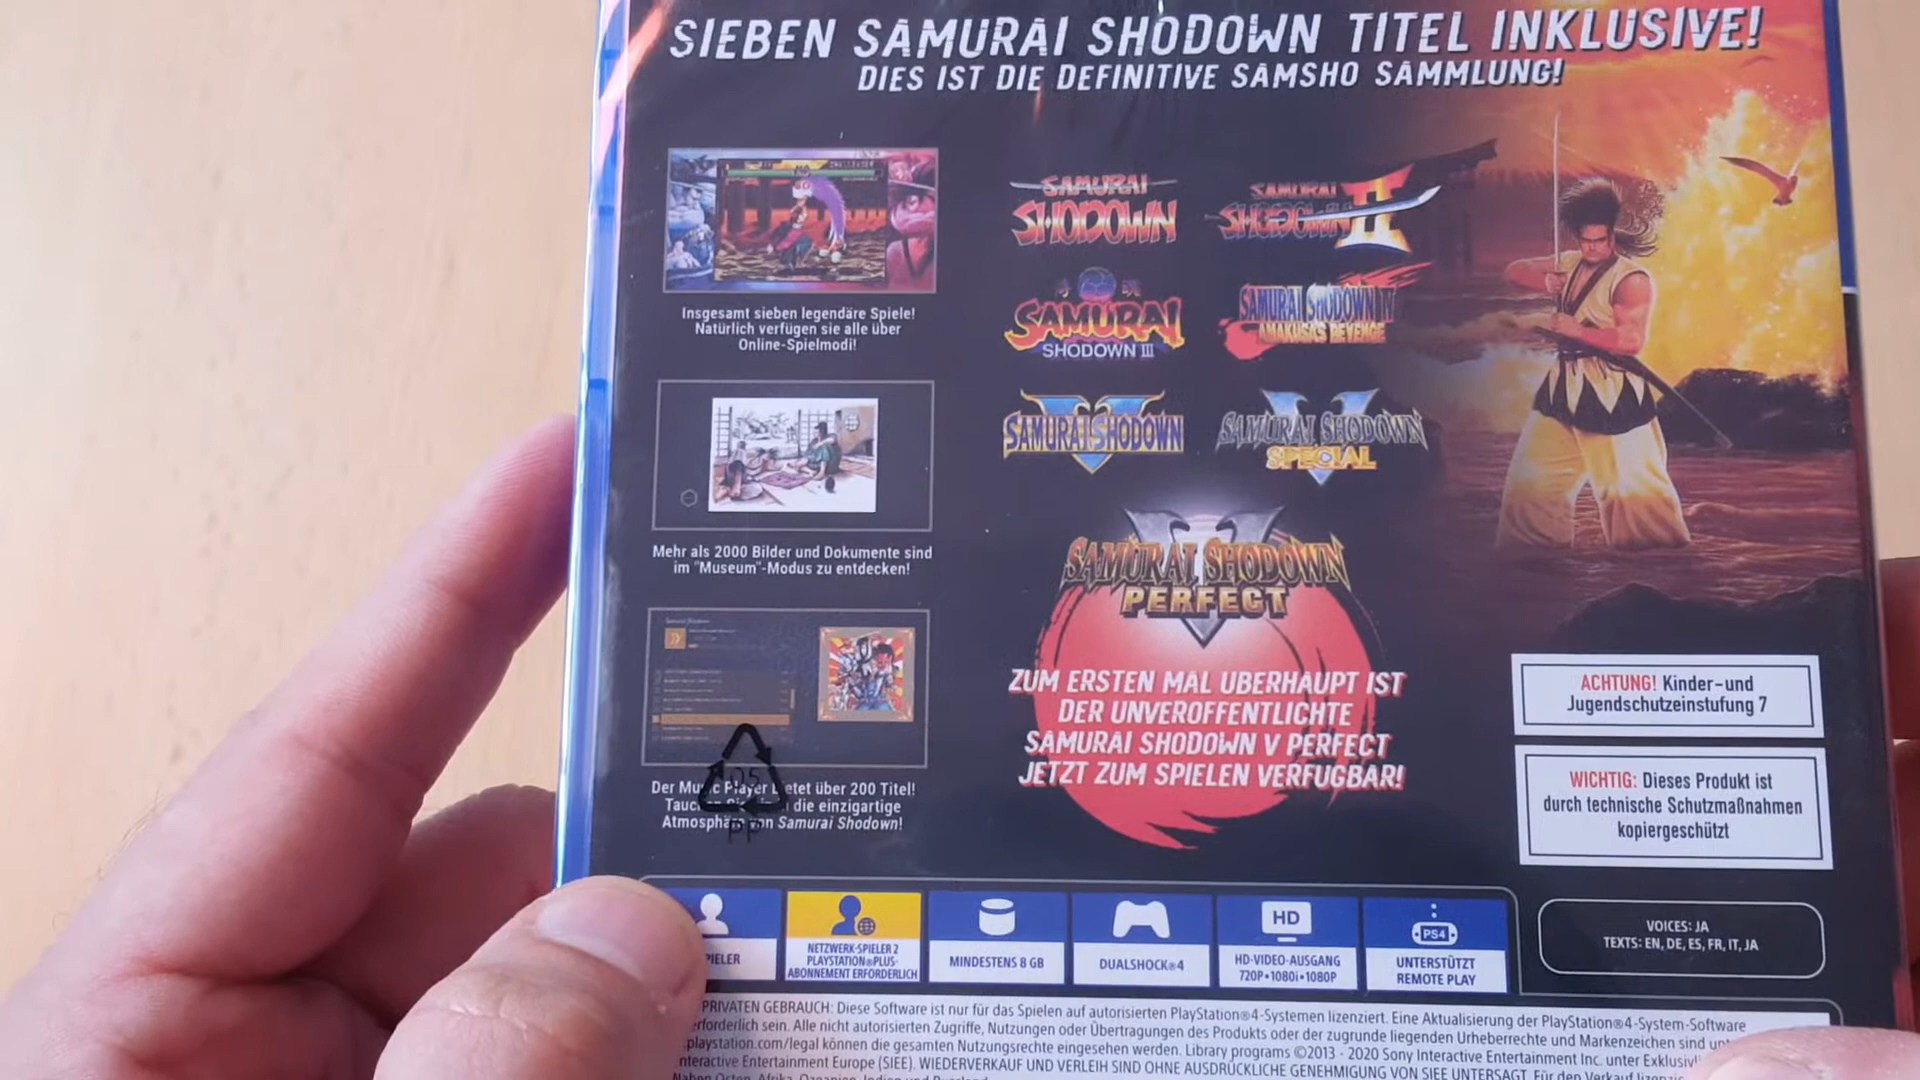 SIEBEN SAMURAI SHODOWN TITEL INKLUSIVE!
DIES IST DIE DEFINITIVE SAMSHO SAMMLUNG!
SAMURAI
SHODOWN
SAMURAI
SHODOWN II
SAMURAI
SHODOWN III
SAMURAI SHODOWN IV
AMAKUSA'S REVENGE
SAMURAI SHODOWN
V
SAMURAI SHODOWN
V SPECIAL
SAMURAI SHODOWN
V PERFECT
Insgesamt sieben legendäre Spiele!
Natürlich verfügen sie alle über
Online-Spielmodi!
Mehr als 2000 Bilder und Dokumente sind
im "Museum"-Modus zu entdecken!
Der Music Player bietet über 200 Titel!
die einzigartige
Samurai Shodown!
05
PP
ZUM ERSTEN MAL UBERHAUPT IST
DER UNVEROFFENTLICHTE
SAMURAI SHODOWN V PERFECT
JETZT ZUM SPIELEN VERFUGBAR!
ACHTUNG! Kinder-und
Jugendschutzeinstufung 7
WICHTIG: Dieses Produkt ist
durch technische Schutzmaßnahmen
kopiergeschützt
PIELER
NETZWERK-SPIELER 2
PLAYSTATION®PLUS-
ABONNEMENT ERFORDERLICH
MINDESTENS 8 GB
DUALSHOCK®4
HD
HD-VIDEO-AUSGANG
720P•1080i•1080P
PS4
UNTERSTÜTZT
REMOTE PLAY
VOICES: JA
TEXTS: EN, DE, ES, FR, IT, JA
PRIVATEN GEBRAUCH: Diese Software ist nur für das Spielen auf autorisierten PlayStation®4-Systemen lizenziert. Eine Aktualisierung der PlayStation®4-System-Software
erforderlich sein. Alle nicht autorisierten Zugriffe, Nutzungen oder Übertragungen des Produkts oder der zugrunde liegenden Urheberrechte und Markenzeichen sind
.playstation.com/legal können die gesamten Nutzungsrechte eingesehen werden. Library programs ©2013 - 2020 Sony Interactive Entertainment Inc. unter
Interactive Entertainment Europe (SIEE). WIEDERVERKAUF UND VERLEIH SIND OHNE AUSDRÜCKLICHE GENEHMIGUNG VON SIEE UNTERSAGT. Für den Verkauf